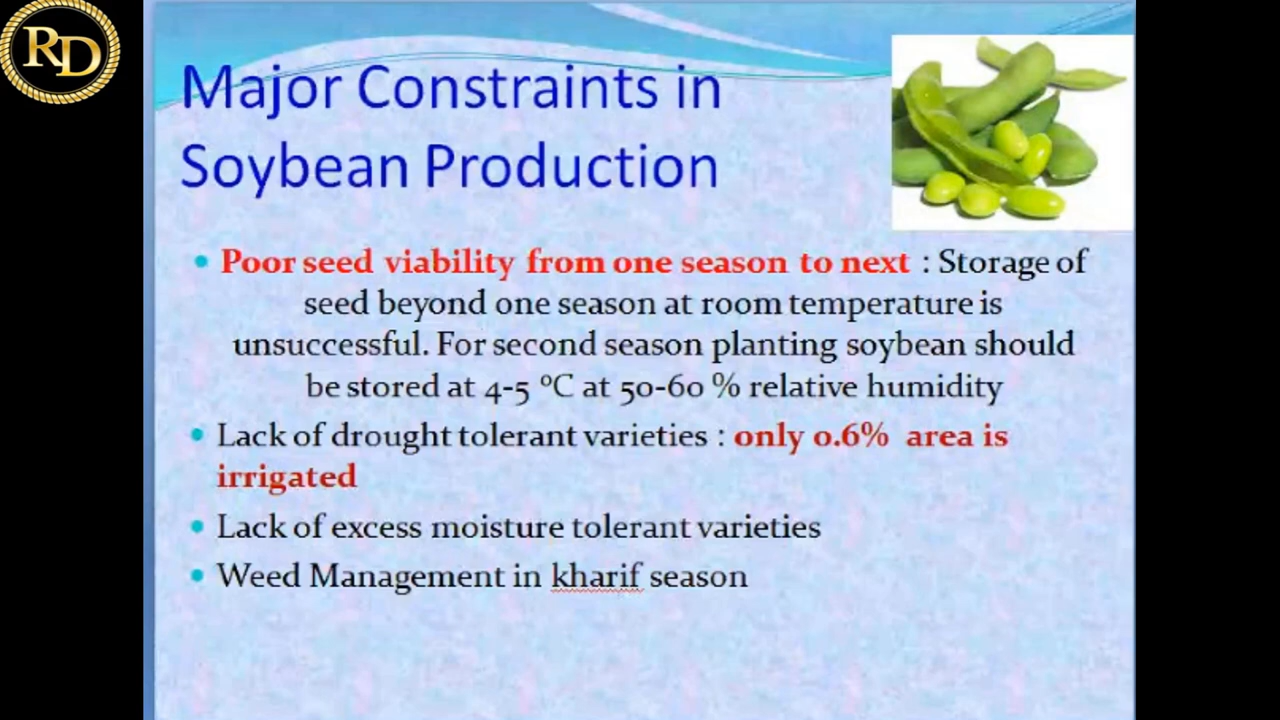 RD
Major Constraints in
Soybean Production
• Poor seed viability from one season to next : Storage of
seed beyond one season at room temperature is
unsuccessful. For second season planting soybean should
be stored at 4-5 ⁰C at 50-60 % relative humidity
• Lack of drought tolerant varieties : only 0.6% area is
irrigated
• Lack of excess moisture tolerant varieties
• Weed Management in kharif season